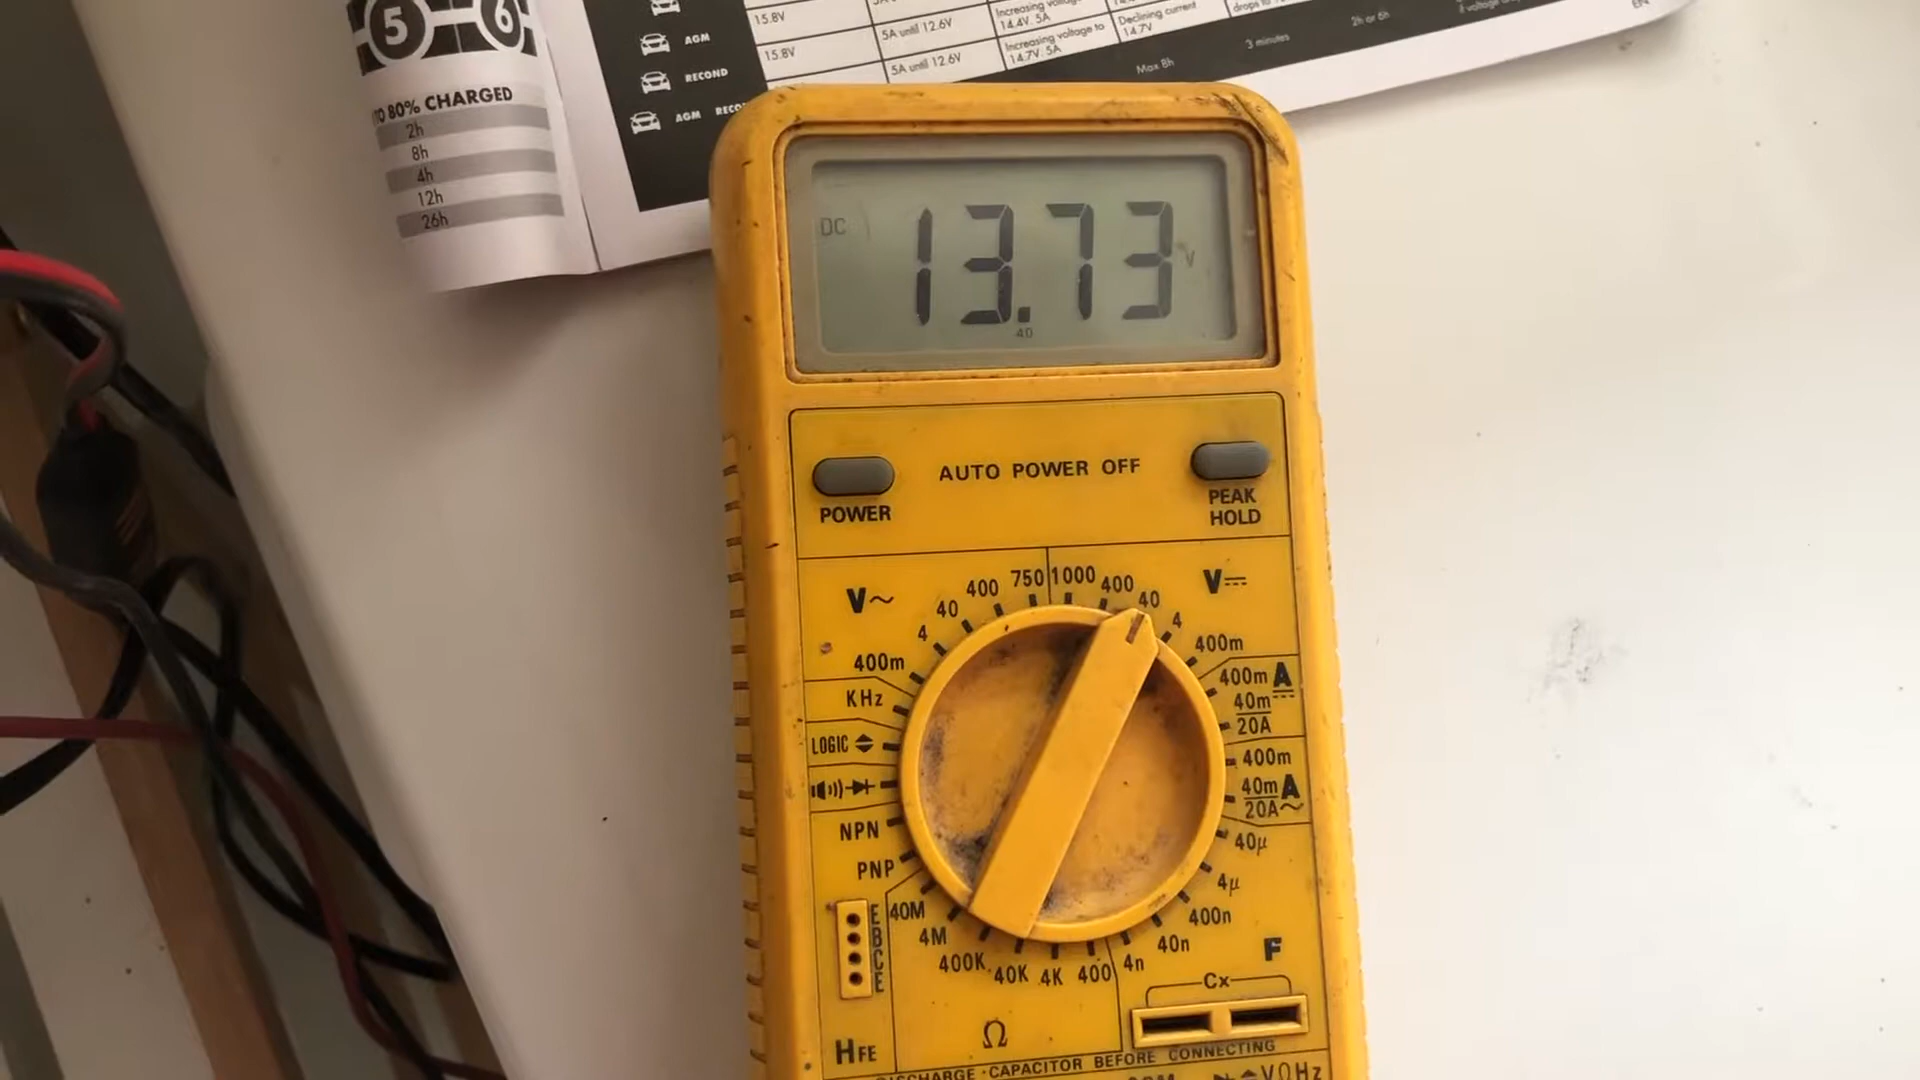 5 6
TO 80% CHARGED
2h
8h
4h
12h
26h
AGM
RECOND
AGM RECO
15.8V
15.8V
5A until 12.6V
5A until 12.6V
Increasing voltage
14.4V. 5A
Increasing voltage to
14.7V. 5A
Declining current
14.7V
Max 8h
3 minutes
2h or 6h
DC 13.73 V
40
AUTO POWER OFF
POWER
PEAK
HOLD
V~
400m
4
40
400
750
1000
400
40
4
400m
V
400m A
40m
20A
400m
40m A
20A~
40µ
4µ
400n
40n
4n
F
Cx
KHz
LOGIC
NPN
PNP
E
B
C
E
HFE
40M
4M
400K
40K
4K
400
Ω
DISCHARGE CAPACITOR BEFORE CONNECTING
VΩHz